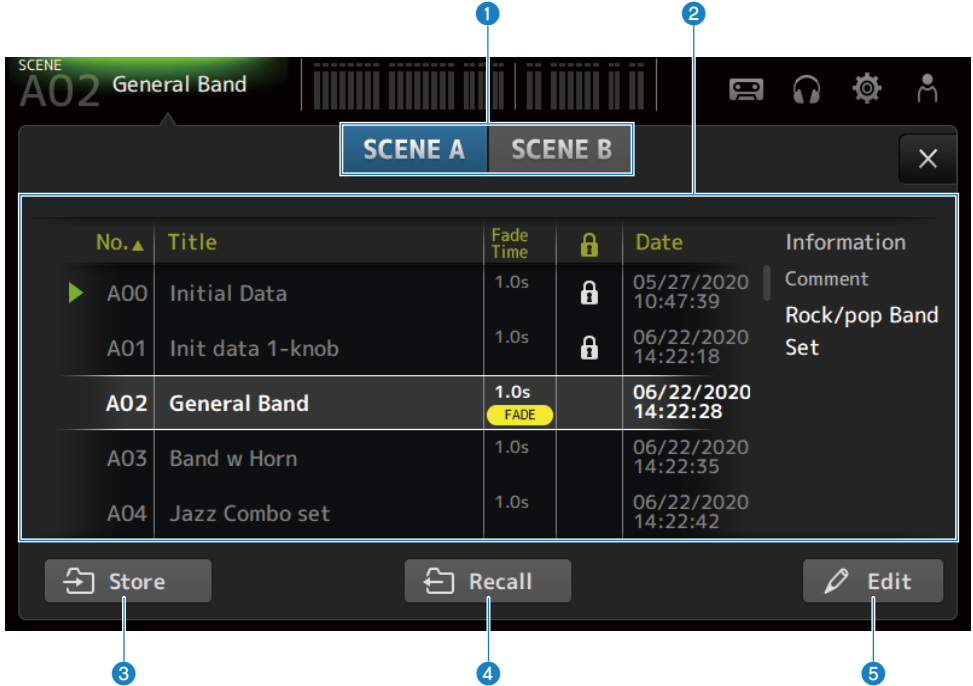 1 2
SCENE
A02 General Band
SCENE A SCENE B
No.▲ Title Fade Time Date Information
A00 Initial Data 1.0s 05/27/2020 10:47:39 Comment
A01 Init data 1-knob 1.0s 06/22/2020 14:22:18 Rock/pop Band Set
A02 General Band 1.0s FADE 06/22/2020 14:22:28
A03 Band w Horn 1.0s 06/22/2020 14:22:35
A04 Jazz Combo set 1.0s 06/22/2020 14:22:42
Store Recall Edit
3 4 5